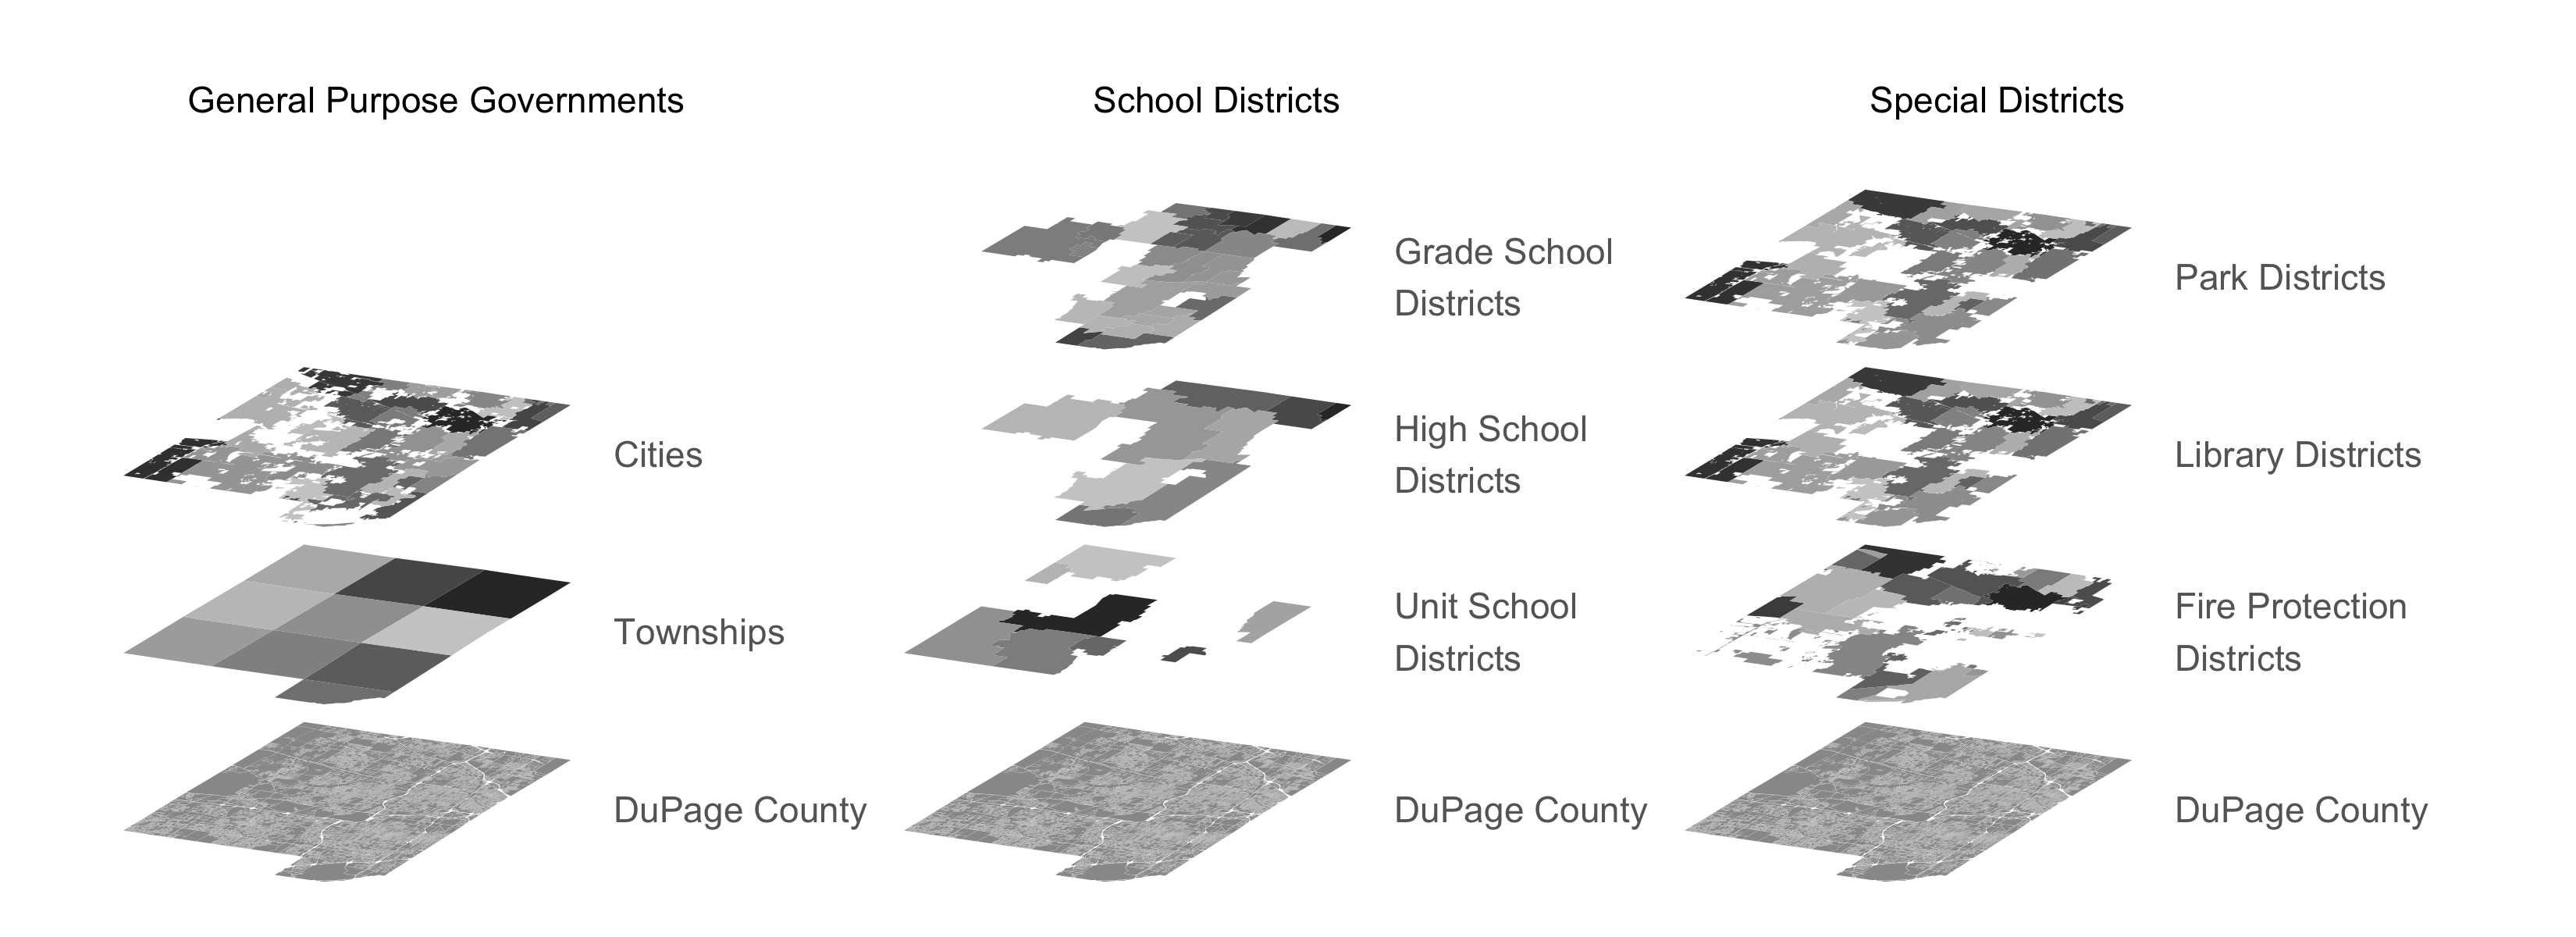 General Purpose Governments
School Districts
Special Districts
Cities
Townships
DuPage County
Grade School
Districts
High School
Districts
Unit School
Districts
DuPage County
Park Districts
Library Districts
Fire Protection
Districts
DuPage County